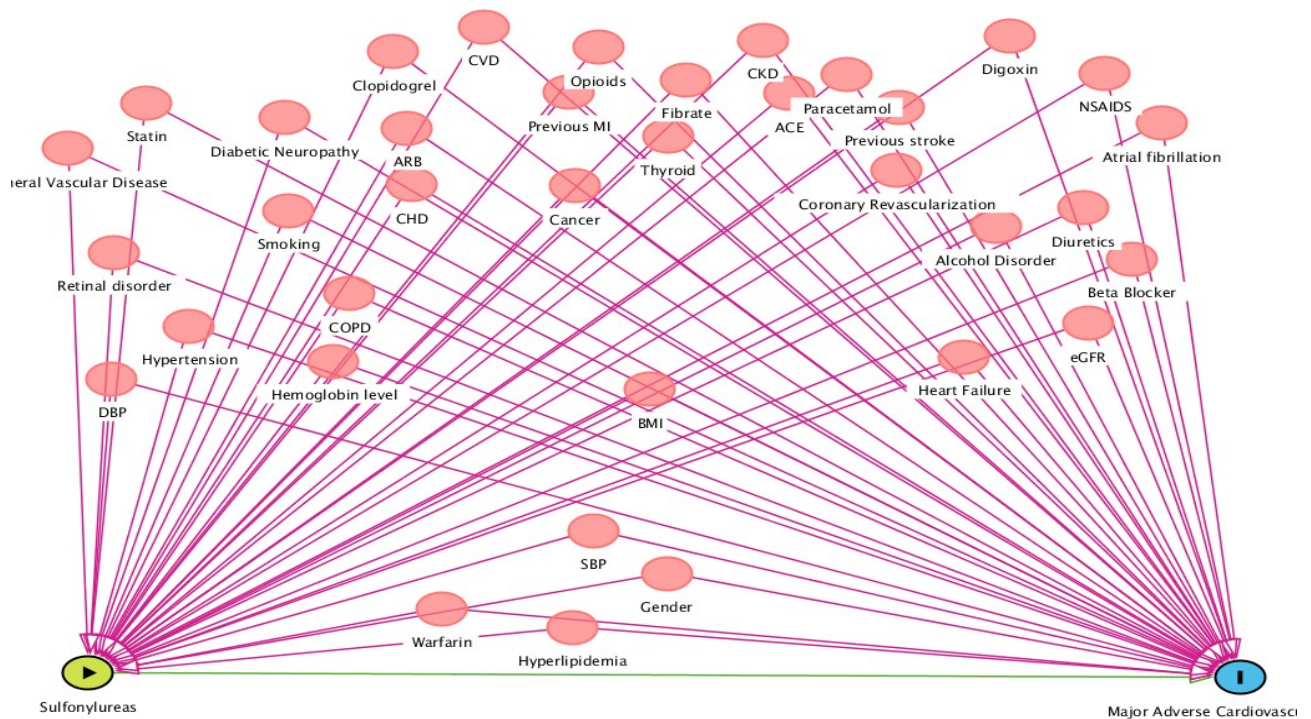 CVD
Opioids
CKD
Digoxin
Clopidogrel
Fibrate
Paracetamol
NSAIDS
Statin
Diabetic Neuropathy
Previous MI
ACE
Previous stroke
Atrial fibrillation
ARB
Thyroid
eral Vascular Disease
CHD
Cancer
Coronary Revascularization
Smoking
Diuretics
Alcohol Disorder
Retinal disorder
Beta Blocker
COPD
Hypertension
eGFR
Hemoglobin level
Heart Failure
DBP
BMI
SBP
Gender
Warfarin
Hyperlipidemia
Sulfonylureas
Major Adverse Cardiovascu